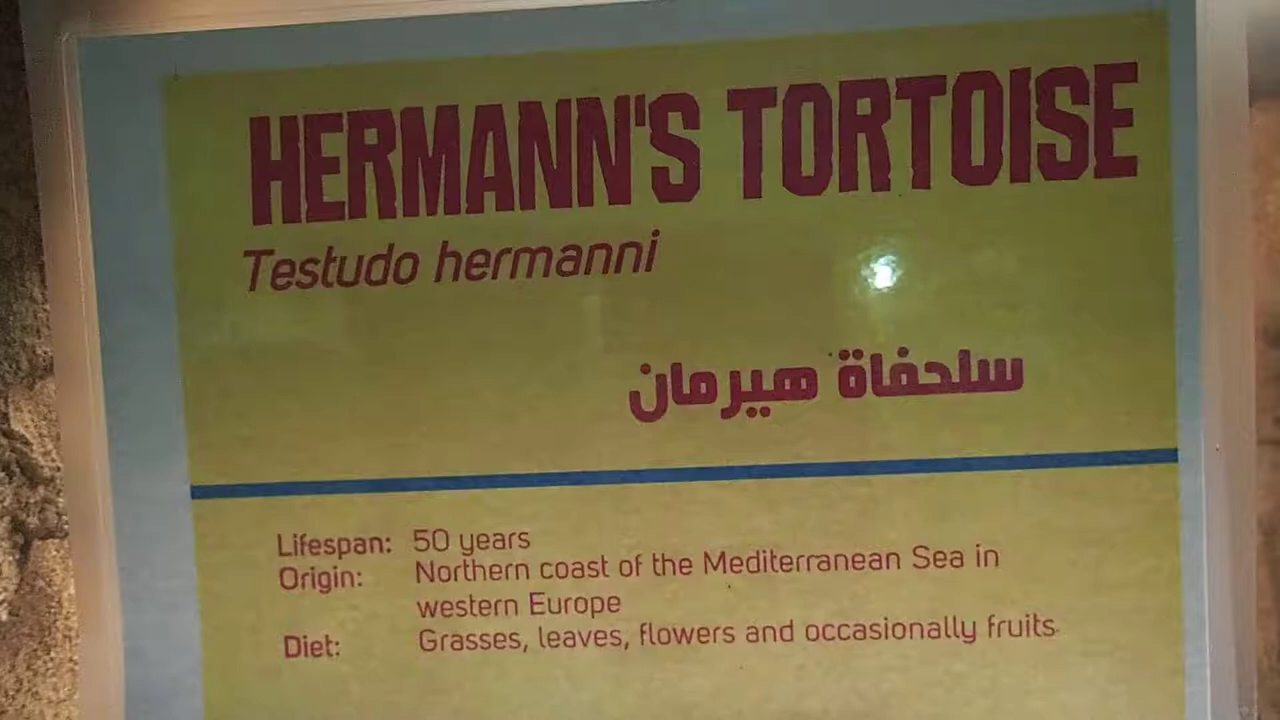 HERMANN'S TORTOISE
Testudo hermanni
سلحفاة هيرمان
Lifespan: 50 years
Origin: Northern coast of the Mediterranean Sea in
western Europe
Diet: Grasses, leaves, flowers and occasionally fruits